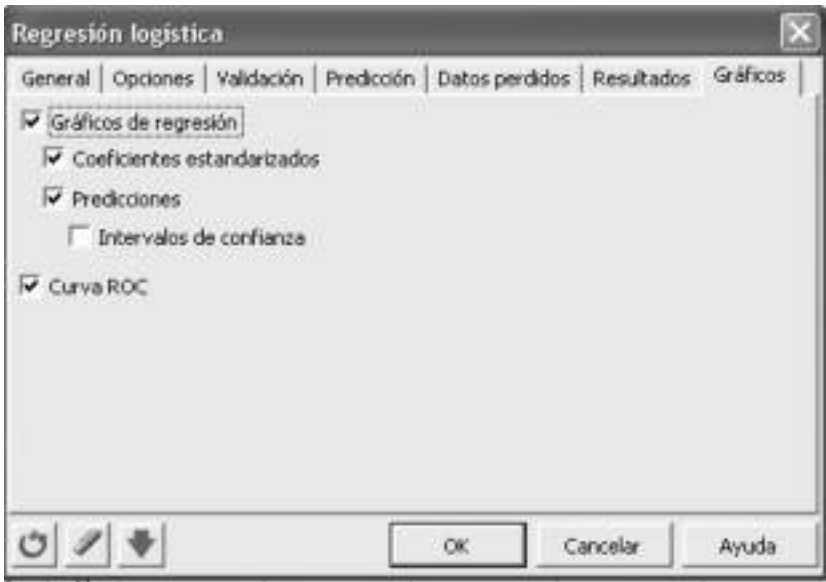 Regresión logística
General Opciones Validación Predicción Datos perdidos Resultados Gráficos
Gráficos de regresión
Coeficientes estandarizados
Predicciones
Intervalos de confianza
Curva ROC
OK Cancelar Ayuda